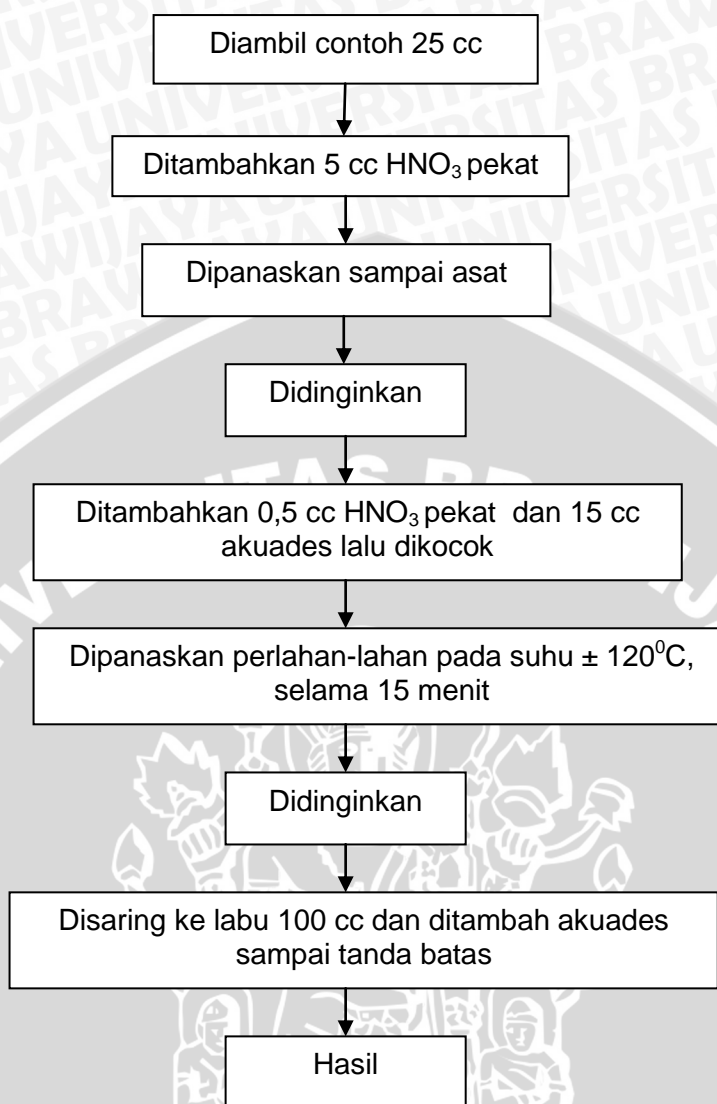 Diambil contoh 25 cc
Ditambahkan 5 cc HNO₃ pekat
Dipanaskan sampai asat
Didinginkan
Ditambahkan 0,5 cc HNO₃ pekat dan 15 cc
akuades lalu dikocok
Dipanaskan perlahan-lahan pada suhu ± 120⁰C,
selama 15 menit
Didinginkan
Disaring ke labu 100 cc dan ditambah akuades
sampai tanda batas
Hasil